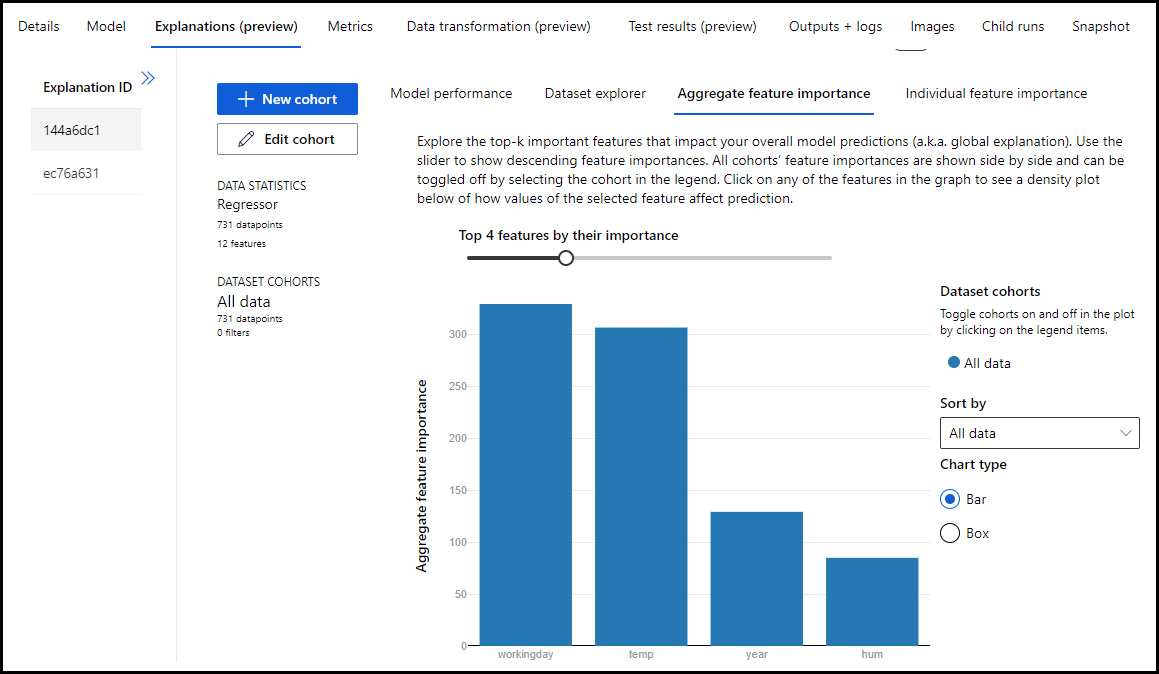 Details Model Explanations (preview) Metrics Data transformation (preview) Test results (preview) Outputs + logs Images Child runs Snapshot
Explanation ID
144a6dc1
ec76a631
New cohort
Edit cohort
DATA STATISTICS
Regressor
731 datapoints
12 features
DATASET COHORTS
All data
731 datapoints
0 filters
Model performance Dataset explorer Aggregate feature importance Individual feature importance
Explore the top-k important features that impact your overall model predictions (a.k.a. global explanation). Use the
slider to show descending feature importances. All cohorts’ feature importances are shown side by side and can be
toggled off by selecting the cohort in the legend. Click on any of the features in the graph to see a density plot
below of how values of the selected feature affect prediction.
Top 4 features by their importance
Aggregate feature importance
300
250
200
150
100
50
0
workingday temp year hum
Dataset cohorts
Toggle cohorts on and off in the plot
by clicking on the legend items.
All data
Sort by
All data
Chart type
Bar
Box